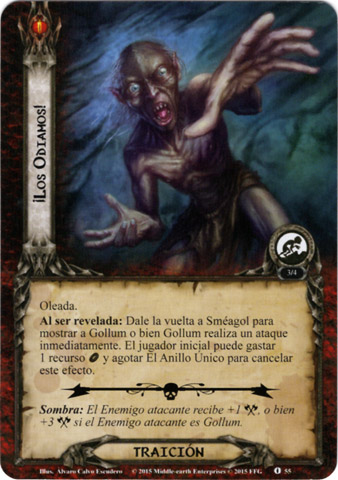 ¡Los Odiamos!
3/4
Oleada.
Al ser revelada: Dale la vuelta a Sméagol para
mostrar a Gollum o bien Gollum realiza un ataque
inmediatamente. El jugador inicial puede gastar
1 recurso y agotar El Anillo Único para cancelar
este efecto.
Sombra: El Enemigo atacante recibe +1 , o bien
+3 si el Enemigo atacante es Gollum.
TRAICIÓN
Illus. Álvaro Calvo Escudero © 2015 Middle-earth Enterprises © 2015 FFG 55